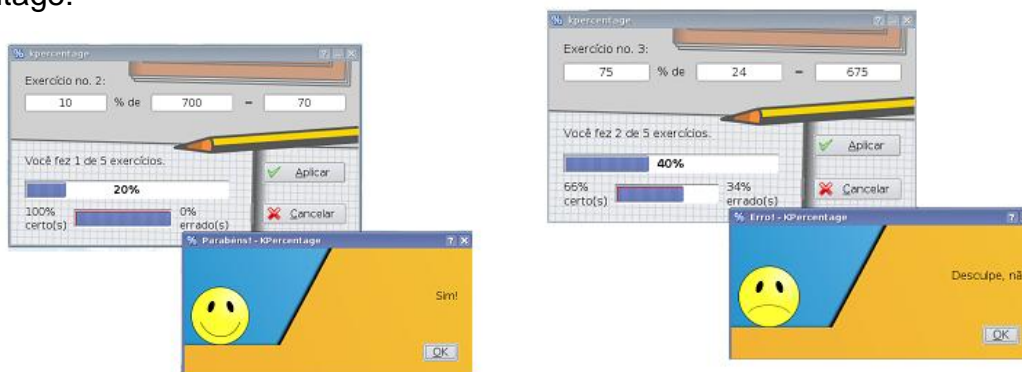 kpercentage
Exercício no. 2:
10 % de 700 = 70
Você fez 1 de 5 exercícios.
20%
100% certo(s)
0% errado(s)
Aplicar
Cancelar
Parabéns! - KPercentage
Sim!
OK
kpercentage
Exercício no. 3:
75 % de 24 = 675
Você fez 2 de 5 exercícios.
40%
66% certo(s)
34% errado(s)
Aplicar
Cancelar
Erro! - KPercentage
Desculpe, nã
OK